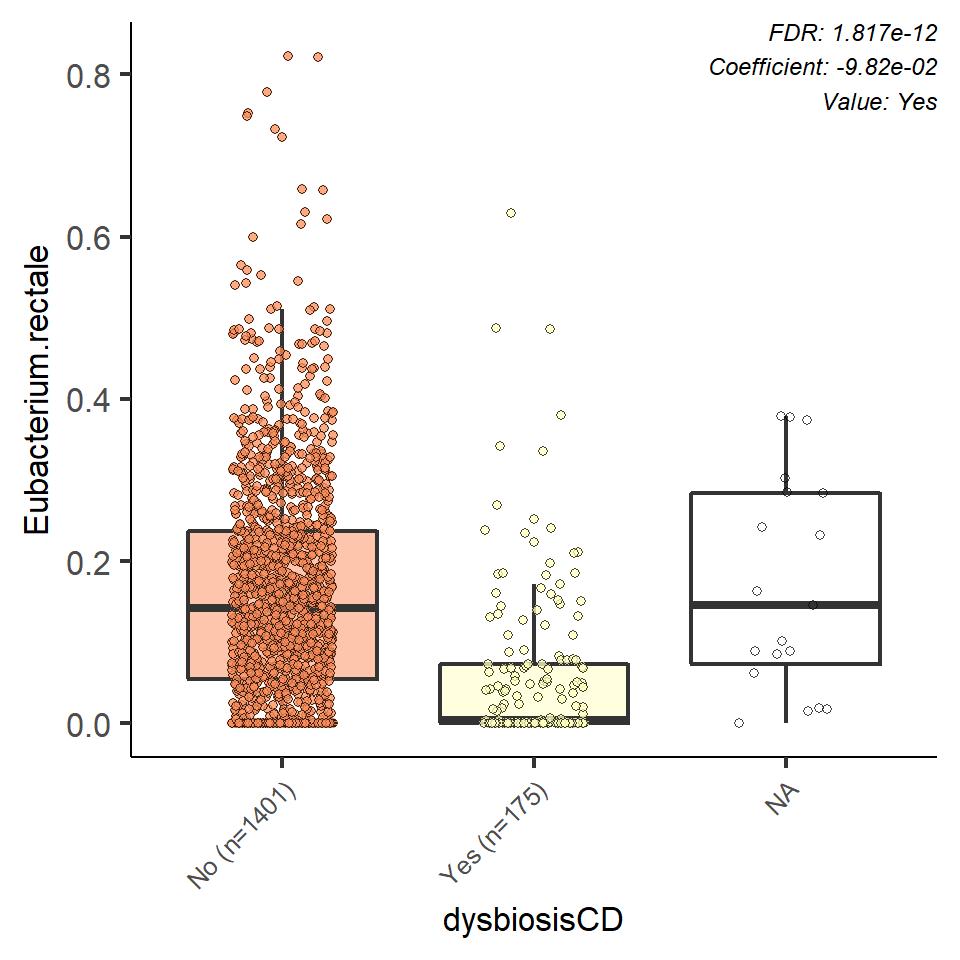 FDR: 1.817e-12
Coefficient: -9.82e-02
Value: Yes
Eubacterium.rectale
0.8
0.6
0.4
0.2
0.0
No (n=1401)
Yes (n=175)
NA
dysbiosisCD